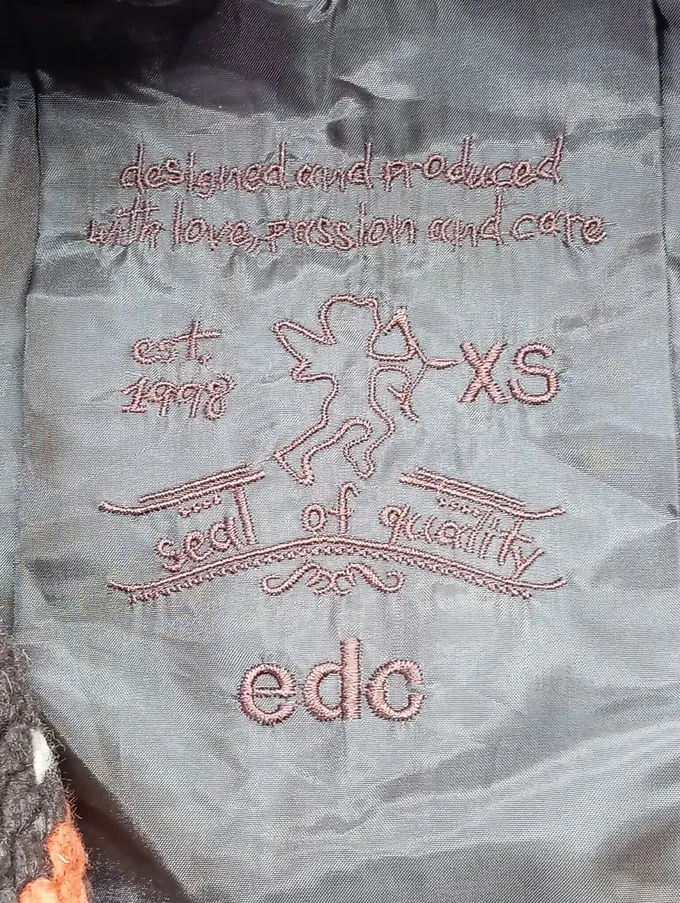 designed and produced
with love, passion and care
est.
1998
XS
seal of quality
edc